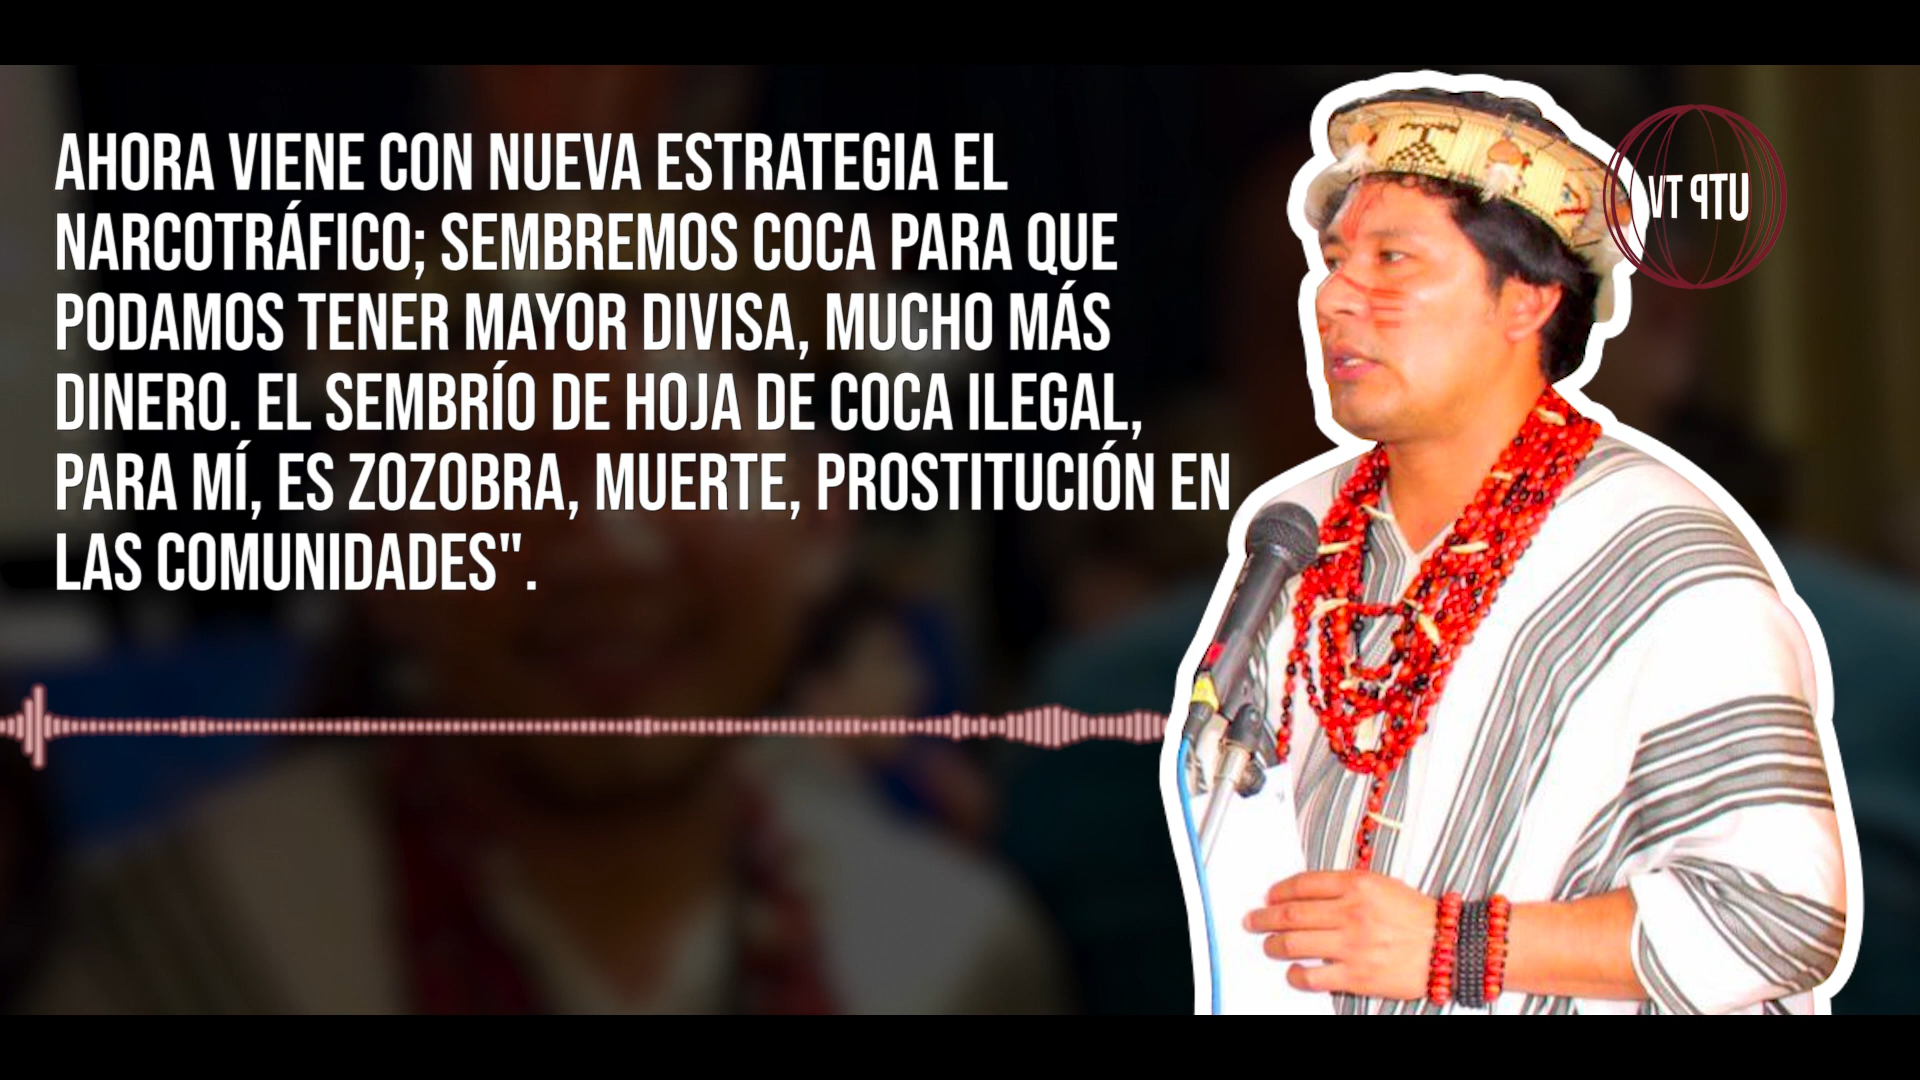 AHORA VIENE CON NUEVA ESTRATEGIA EL
NARCOTRÁFICO; SEMBREMOS COCA PARA QUE
PODAMOS TENER MAYOR DIVISA, MUCHO MÁS
DINERO. EL SEMBRÍO DE HOJA DE COCA ILEGAL,
PARA MÍ, ES ZOZOBRA, MUERTE, PROSTITUCIÓN EN
LAS COMUNIDADES".
UTP TV